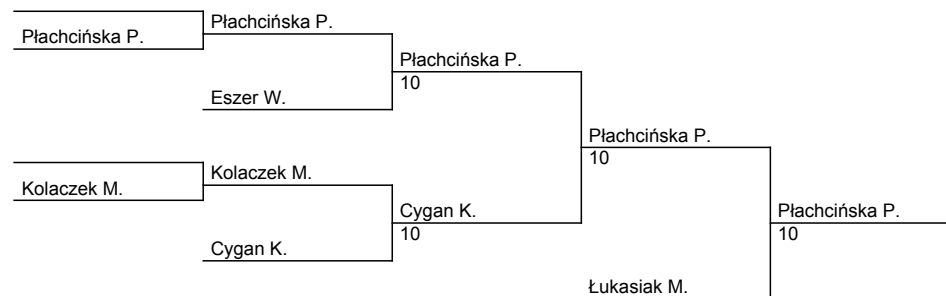 Płachcińska P.
Płachcińska P.
Płachcińska P.
10
Eszer W.
Płachcińska P.
10
Kolaczek M.
Kolaczek M.
Cygan K.
10
Płachcińska P.
10
Cygan K.
Łukasiak M.